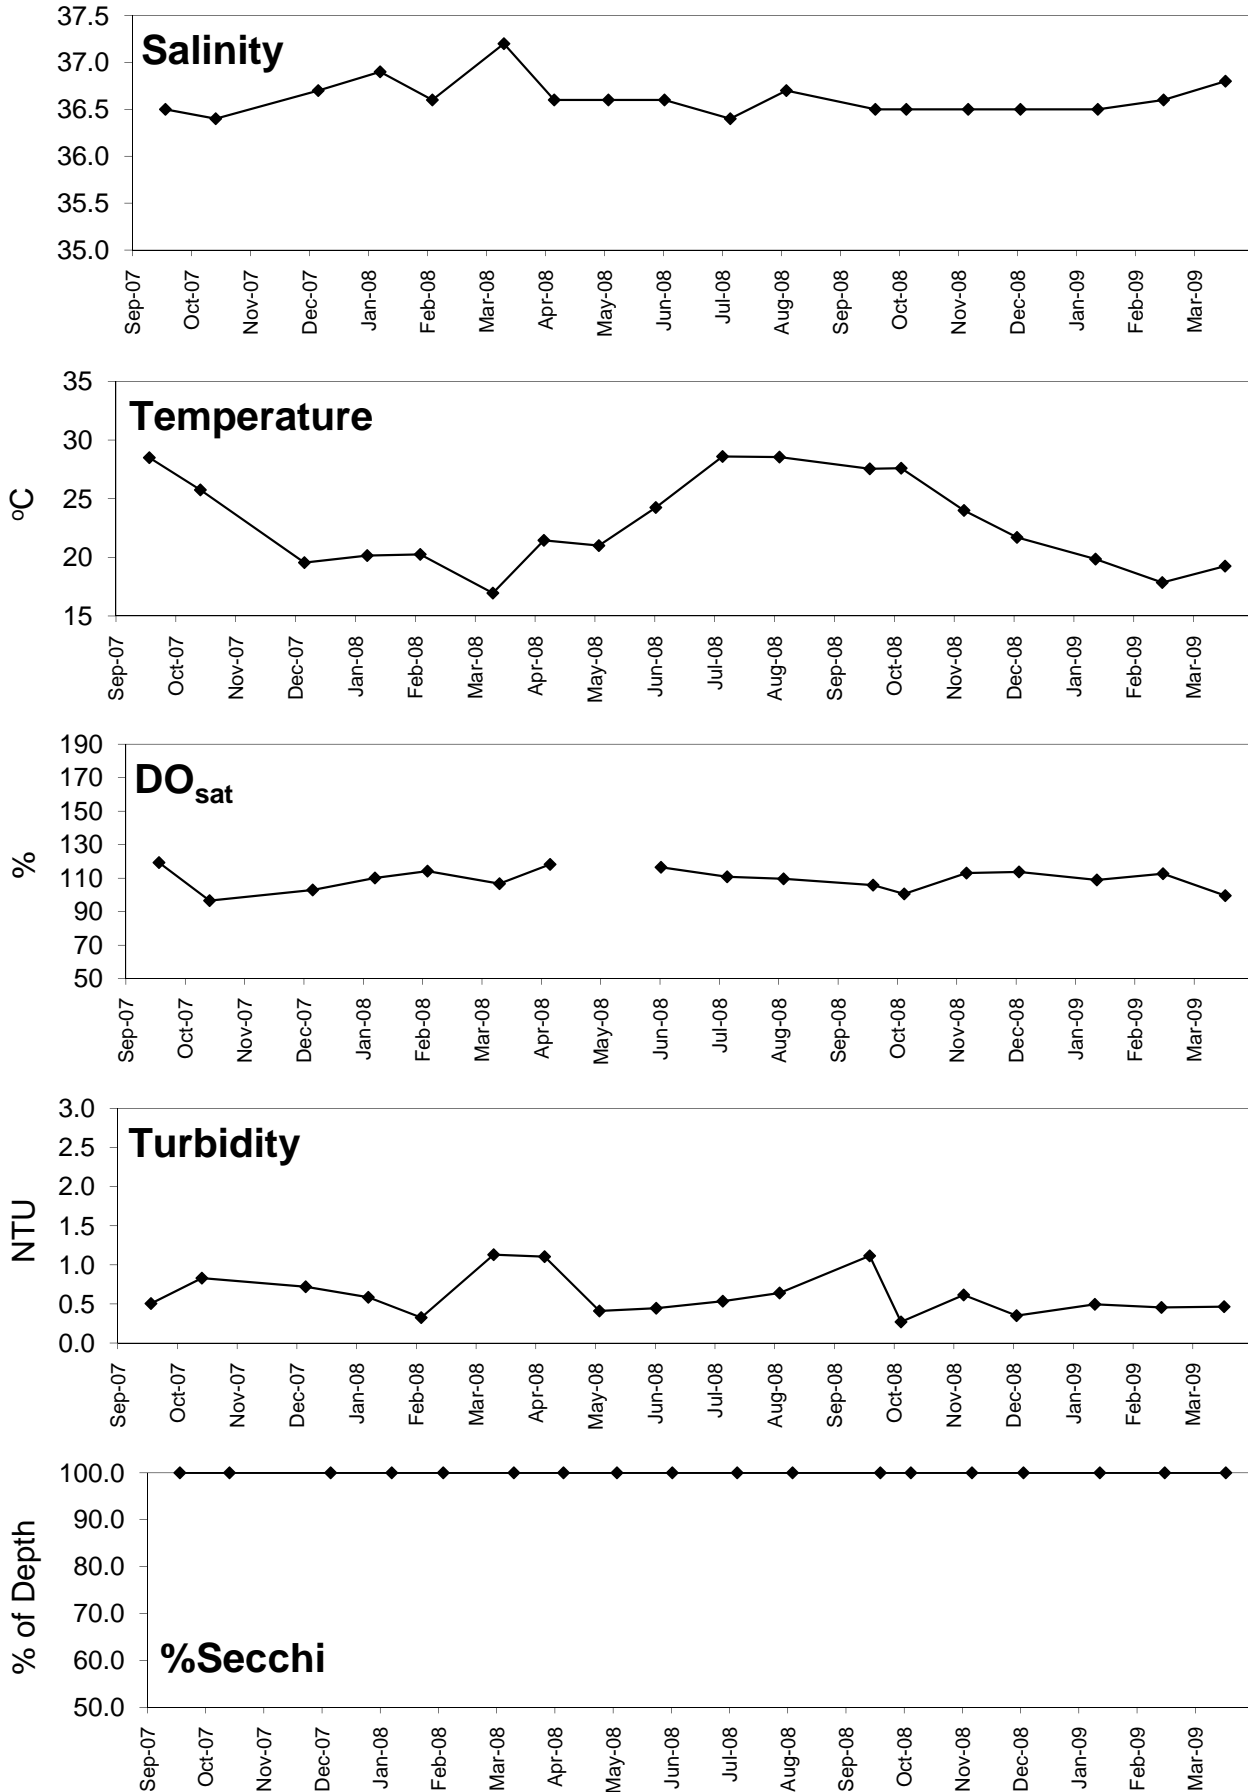 Salinity
37.5
37.0
36.5
36.0
35.5
35.0
Sep-07 Oct-07 Nov-07 Dec-07 Jan-08 Feb-08 Mar-08 Apr-08 May-08 Jun-08 Jul-08 Aug-08 Sep-08 Oct-08 Nov-08 Dec-08 Jan-09 Feb-09 Mar-09
Temperature
ºC
35
30
25
20
15
Sep-07 Oct-07 Nov-07 Dec-07 Jan-08 Feb-08 Mar-08 Apr-08 May-08 Jun-08 Jul-08 Aug-08 Sep-08 Oct-08 Nov-08 Dec-08 Jan-09 Feb-09 Mar-09
DOsat
%
190
170
150
130
110
90
70
50
Sep-07 Oct-07 Nov-07 Dec-07 Jan-08 Feb-08 Mar-08 Apr-08 May-08 Jun-08 Jul-08 Aug-08 Sep-08 Oct-08 Nov-08 Dec-08 Jan-09 Feb-09 Mar-09
Turbidity
NTU
3.0
2.5
2.0
1.5
1.0
0.5
0.0
Sep-07 Oct-07 Nov-07 Dec-07 Jan-08 Feb-08 Mar-08 Apr-08 May-08 Jun-08 Jul-08 Aug-08 Sep-08 Oct-08 Nov-08 Dec-08 Jan-09 Feb-09 Mar-09
% of Depth
100.0
90.0
80.0
70.0
60.0
50.0
%Secchi
Sep-07 Oct-07 Nov-07 Dec-07 Jan-08 Feb-08 Mar-08 Apr-08 May-08 Jun-08 Jul-08 Aug-08 Sep-08 Oct-08 Nov-08 Dec-08 Jan-09 Feb-09 Mar-09